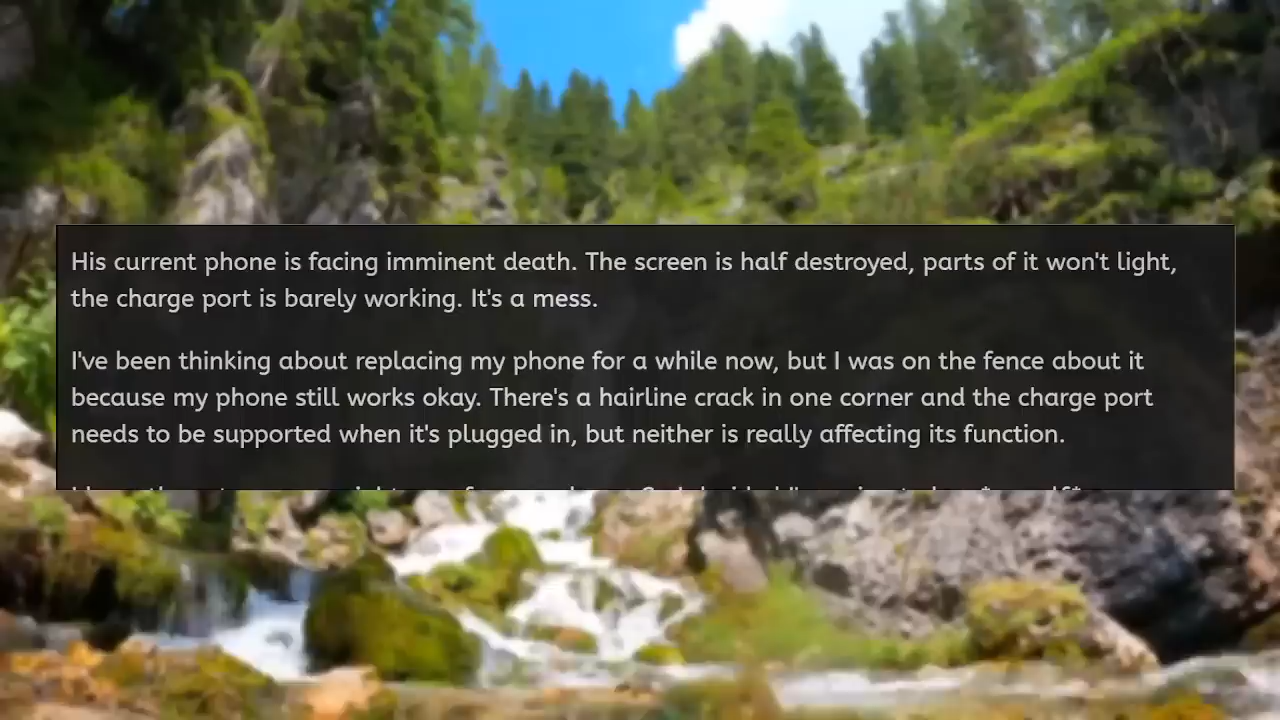 His current phone is facing imminent death. The screen is half destroyed, parts of it won't light,
the charge port is barely working. It's a mess.
I've been thinking about replacing my phone for a while now, but I was on the fence about it
because my phone still works okay. There's a hairline crack in one corner and the charge port
needs to be supported when it's plugged in, but neither is really affecting its function.